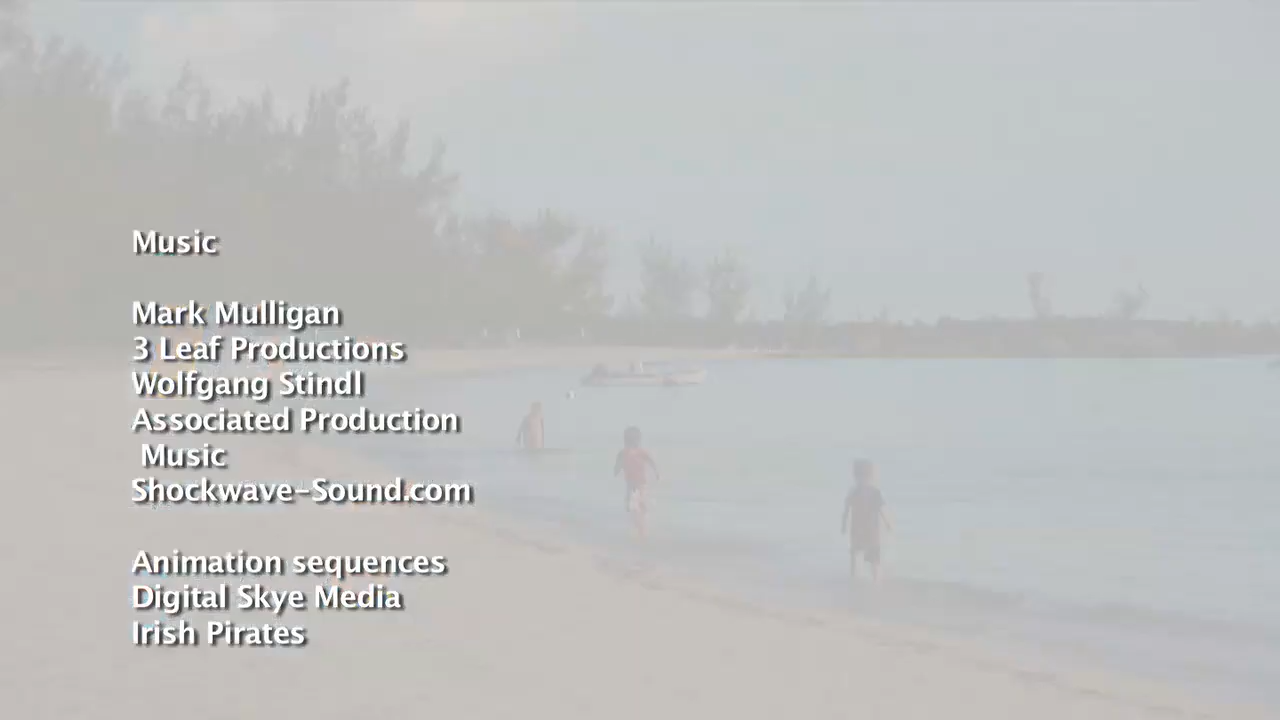 Music
Mark Mulligan
3 Leaf Productions
Wolfgang Stindl
Associated Production
Music
Shockwave-Sound.com
Animation sequences
Digital Skye Media
Irish Pirates